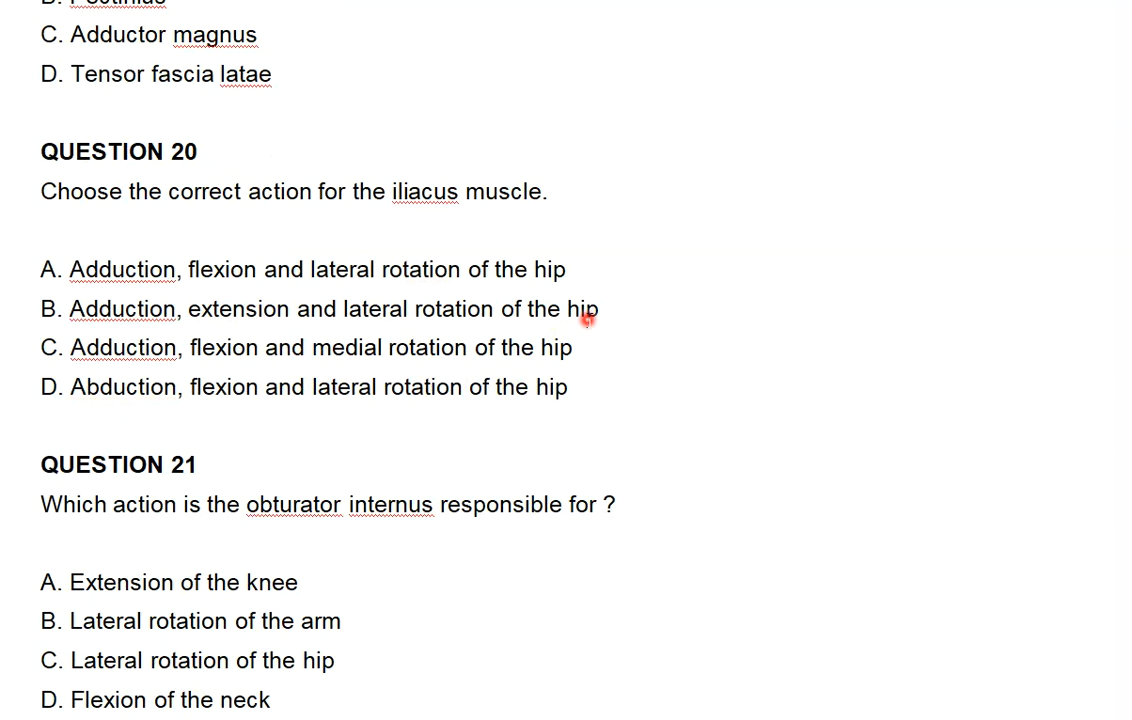 C. Adductor magnus
D. Tensor fascia latae
QUESTION 20
Choose the correct action for the iliacus muscle.
A. Adduction, flexion and lateral rotation of the hip
B. Adduction, extension and lateral rotation of the hip
C. Adduction, flexion and medial rotation of the hip
D. Abduction, flexion and lateral rotation of the hip
QUESTION 21
Which action is the obturator internus responsible for ?
A. Extension of the knee
B. Lateral rotation of the arm
C. Lateral rotation of the hip
D. Flexion of the neck